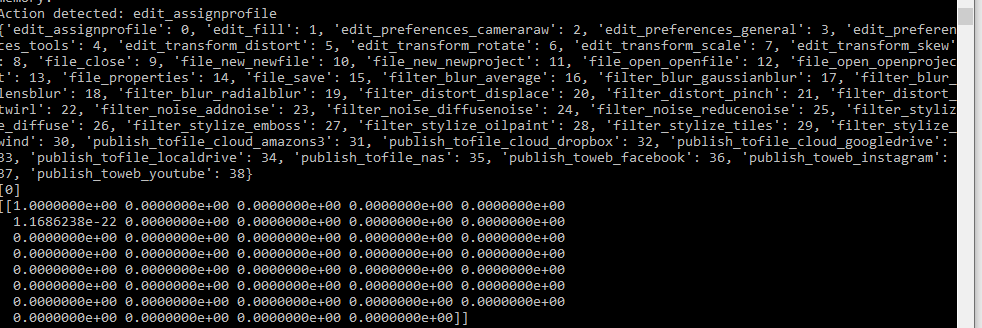 memory.
Action detected: edit_assignprofile
{'edit_assignprofile': 0, 'edit_fill': 1, 'edit_preferences_cameraraw': 2, 'edit_preferences_general': 3, 'edit_preferen
ces_tools': 4, 'edit_transform_distort': 5, 'edit_transform_rotate': 6, 'edit_transform_scale': 7, 'edit_transform_skew'
: 8, 'file_close': 9, 'file_new_newfile': 10, 'file_new_newproject': 11, 'file_open_openfile': 12, 'file_open_openprojec
t': 13, 'file_properties': 14, 'file_save': 15, 'filter_blur_average': 16, 'filter_blur_gaussianblur': 17, 'filter_blur_
lensblur': 18, 'filter_blur_radialblur': 19, 'filter_distort_displace': 20, 'filter_distort_pinch': 21, 'filter_distort_
twirl': 22, 'filter_noise_addnoise': 23, 'filter_noise_diffusenoise': 24, 'filter_noise_reducenoise': 25, 'filter_styliz
e_diffuse': 26, 'filter_stylize_emboss': 27, 'filter_stylize_oilpaint': 28, 'filter_stylize_tiles': 29, 'filter_stylize_
wind': 30, 'publish_tofile_cloud_amazons3': 31, 'publish_tofile_cloud_dropbox': 32, 'publish_tofile_cloud_googledrive':
33, 'publish_tofile_localdrive': 34, 'publish_tofile_nas': 35, 'publish_toweb_facebook': 36, 'publish_toweb_instagram':
37, 'publish_toweb_youtube': 38}
[0]
[[1.0000000e+00 0.0000000e+00 0.0000000e+00 0.0000000e+00 0.0000000e+00
1.1686238e-22 0.0000000e+00 0.0000000e+00 0.0000000e+00 0.0000000e+00
0.0000000e+00 0.0000000e+00 0.0000000e+00 0.0000000e+00 0.0000000e+00
0.0000000e+00 0.0000000e+00 0.0000000e+00 0.0000000e+00 0.0000000e+00
0.0000000e+00 0.0000000e+00 0.0000000e+00 0.0000000e+00 0.0000000e+00
0.0000000e+00 0.0000000e+00 0.0000000e+00 0.0000000e+00 0.0000000e+00
0.0000000e+00 0.0000000e+00 0.0000000e+00 0.0000000e+00 0.0000000e+00
0.0000000e+00 0.0000000e+00 0.0000000e+00 0.0000000e+00]]